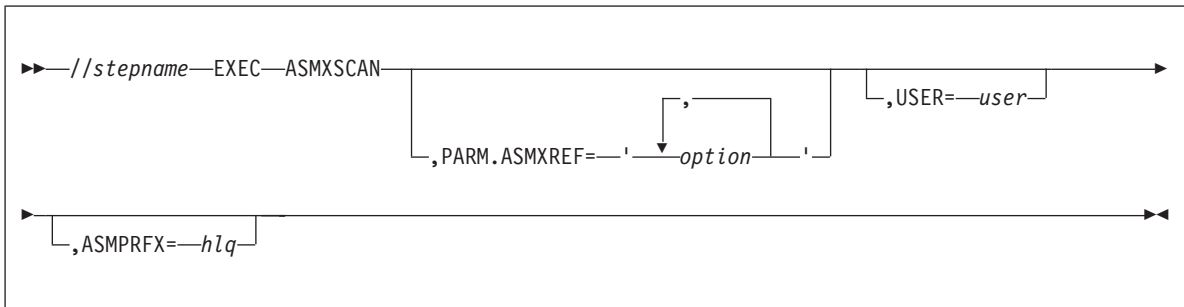 //stepname EXEC ASMXSCAN
,PARM.ASMXREF= ' option '
,
,USER= user
,ASMPRFX= hlq